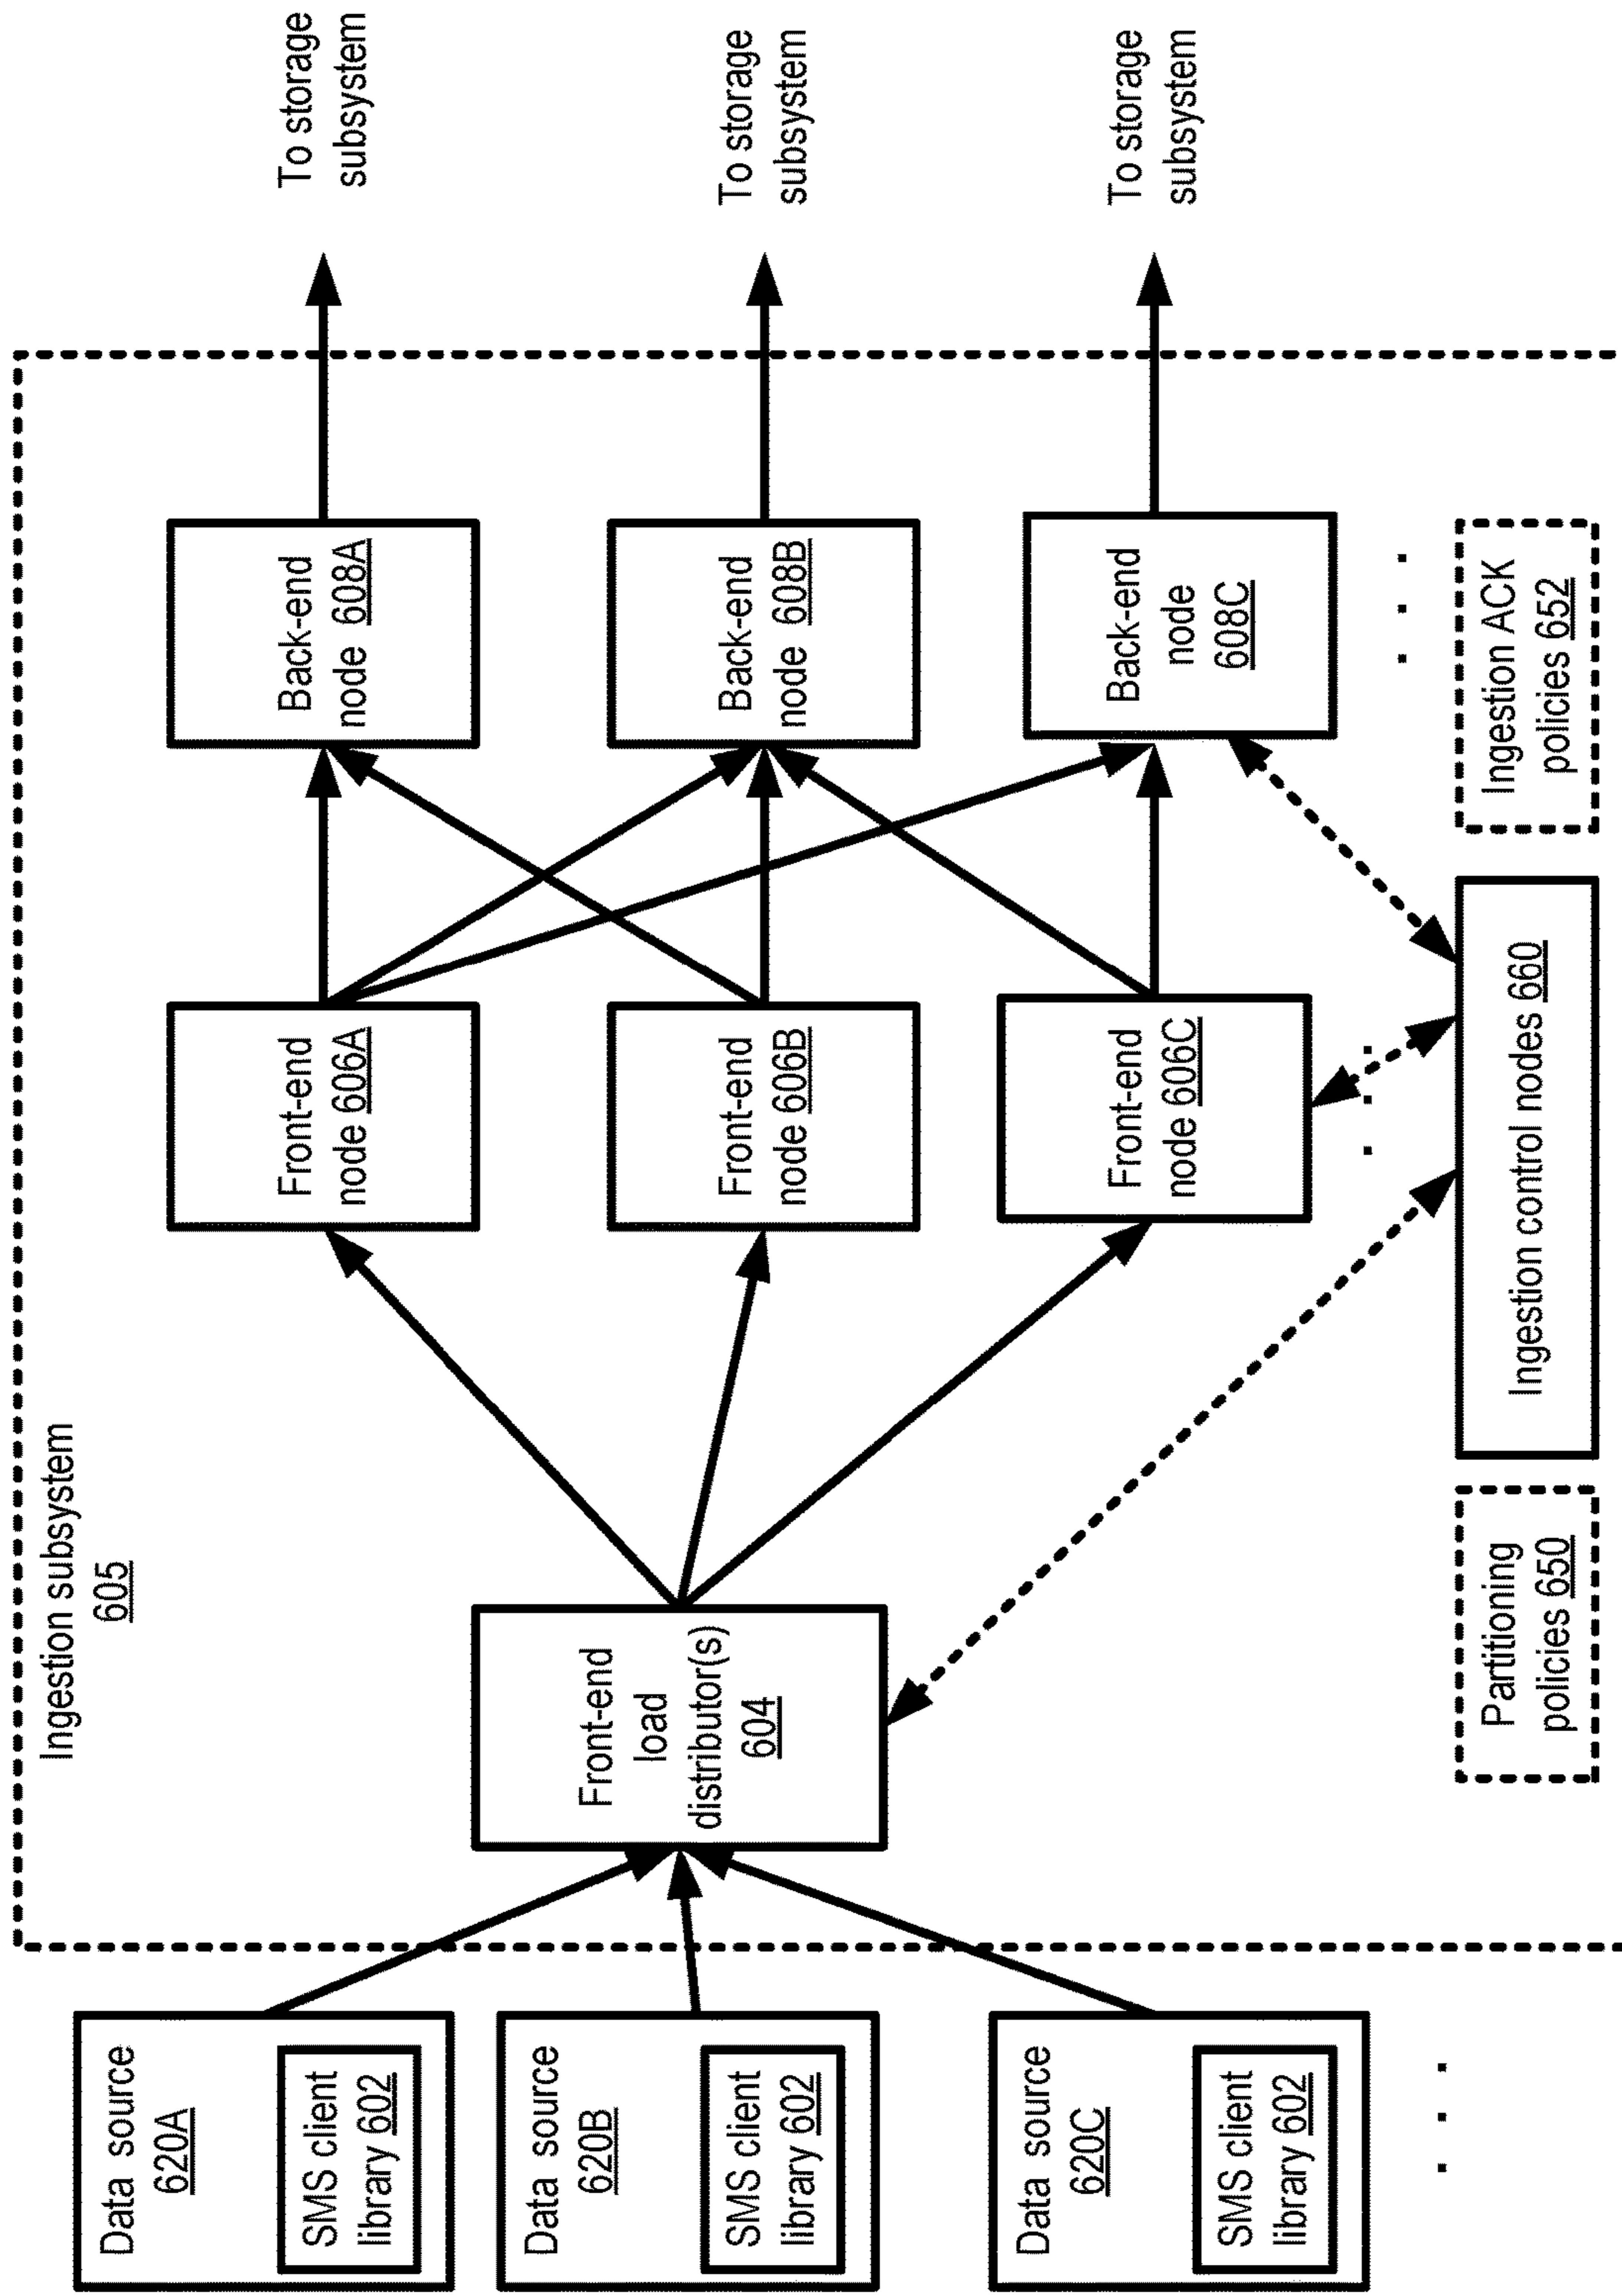 Ingestion subsystem
605
Data source
620A
SMS client
library 602
Data source
620B
SMS client
library 602
Data source
620C
SMS client
library 602
. . .
Front-end
load
distributor(s)
604
Front-end
node 606A
Front-end
node 606B
Front-end
node 606C
. . .
Back-end
node 608A
Back-end
node 608B
Back-end
node
608C
. . .
To storage
subsystem
To storage
subsystem
To storage
subsystem
Partitioning
policies 650
Ingestion control nodes 660
Ingestion ACK
policies 652